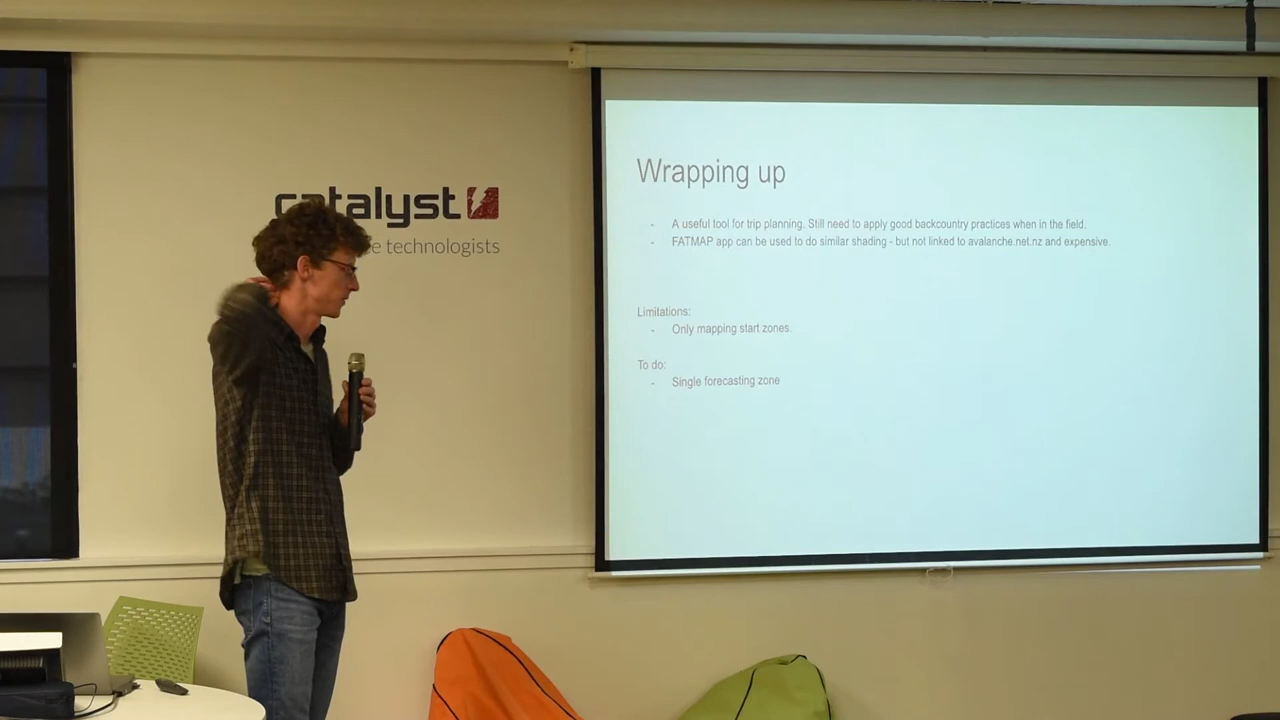 catalyst
e technologists
Wrapping up
- A useful tool for trip planning. Still need to apply good backcountry practices when in the field.
- FATMAP app can be used to do similar shading - but not linked to avalanche.net.nz and expensive.
Limitations:
- Only mapping start zones.
To do:
- Single forecasting zone